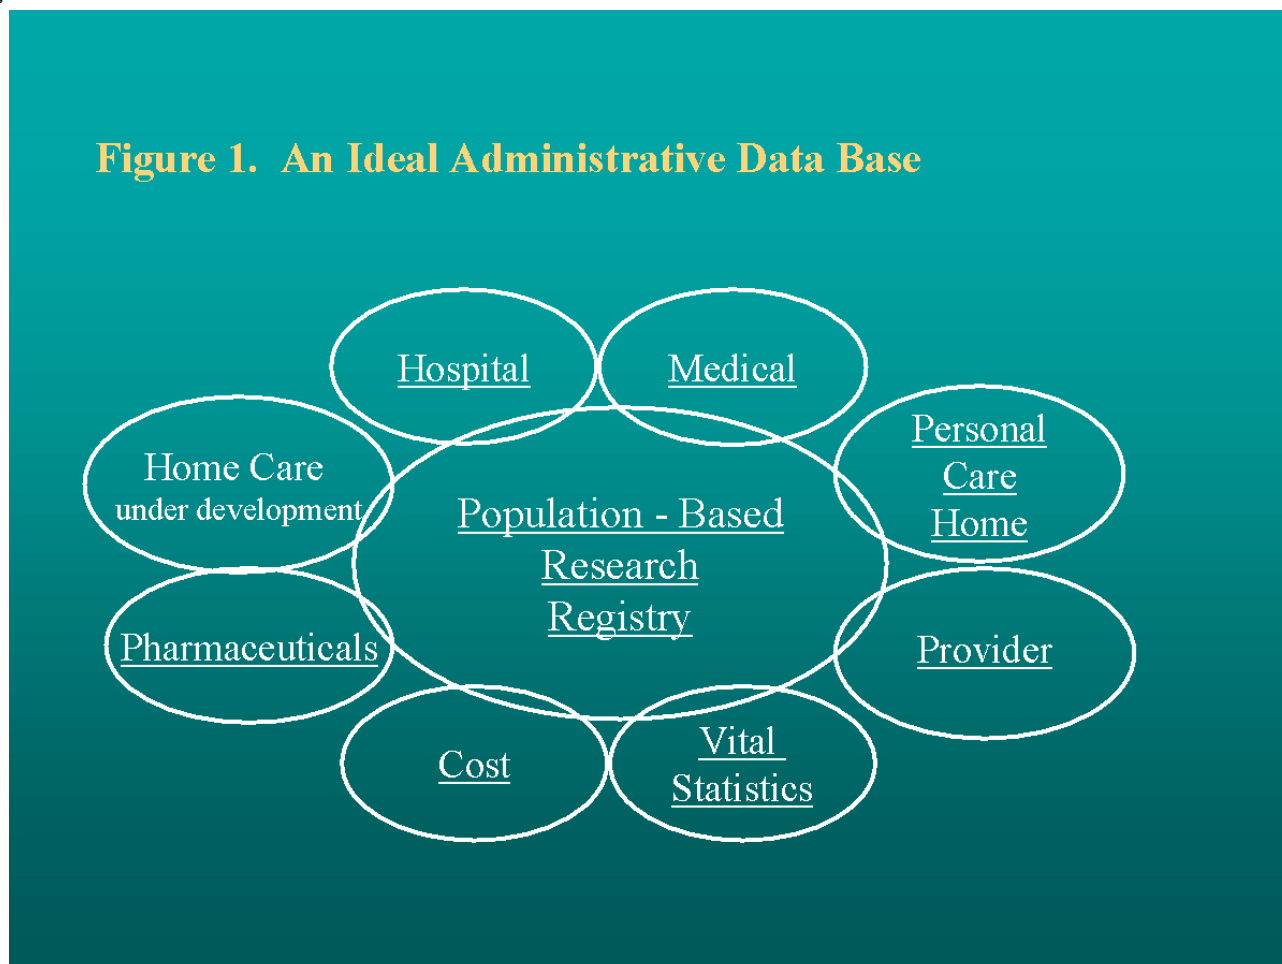 Figure 1.  An Ideal Administrative Data Base
Hospital
Medical
Personal
Care
Home
Home Care
under development
Population - Based
Research
Registry
Pharmaceuticals
Provider
Cost
Vital
Statistics